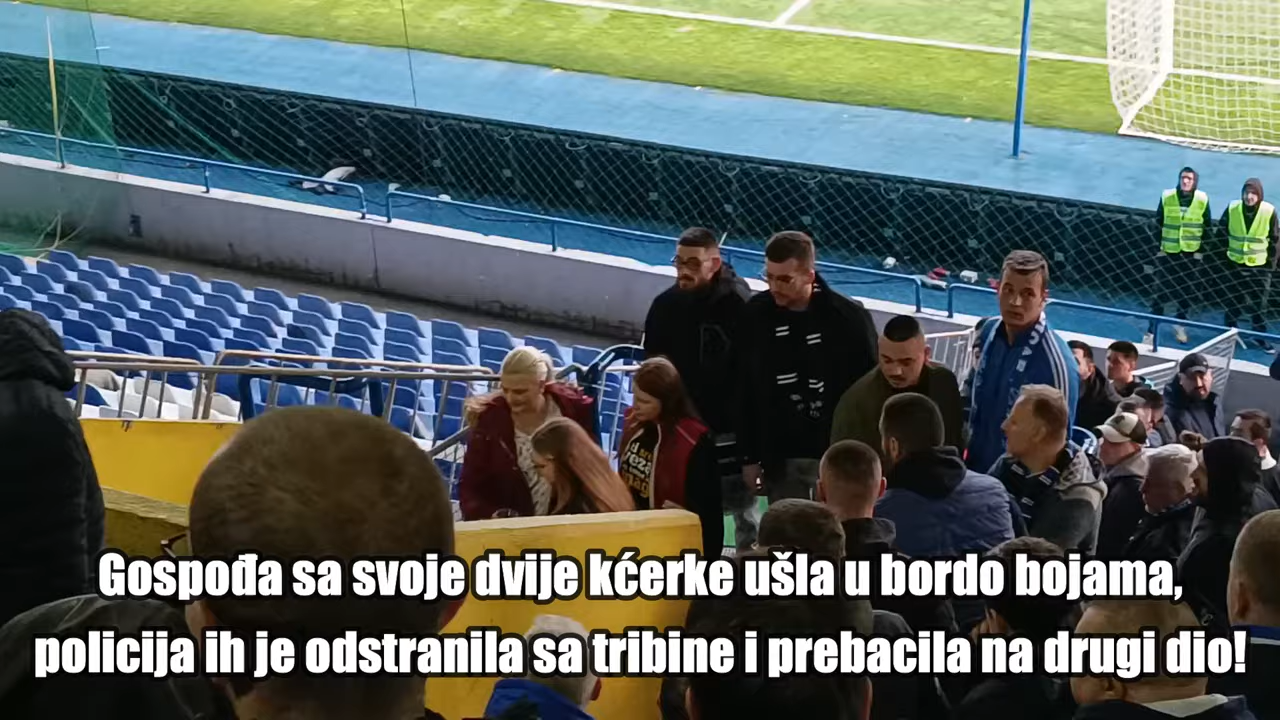 Gospođa sa svoje dvije kćerke ušla u bordo bojama,
policija ih je odstranila sa tribine i prebacila na drugi dio!